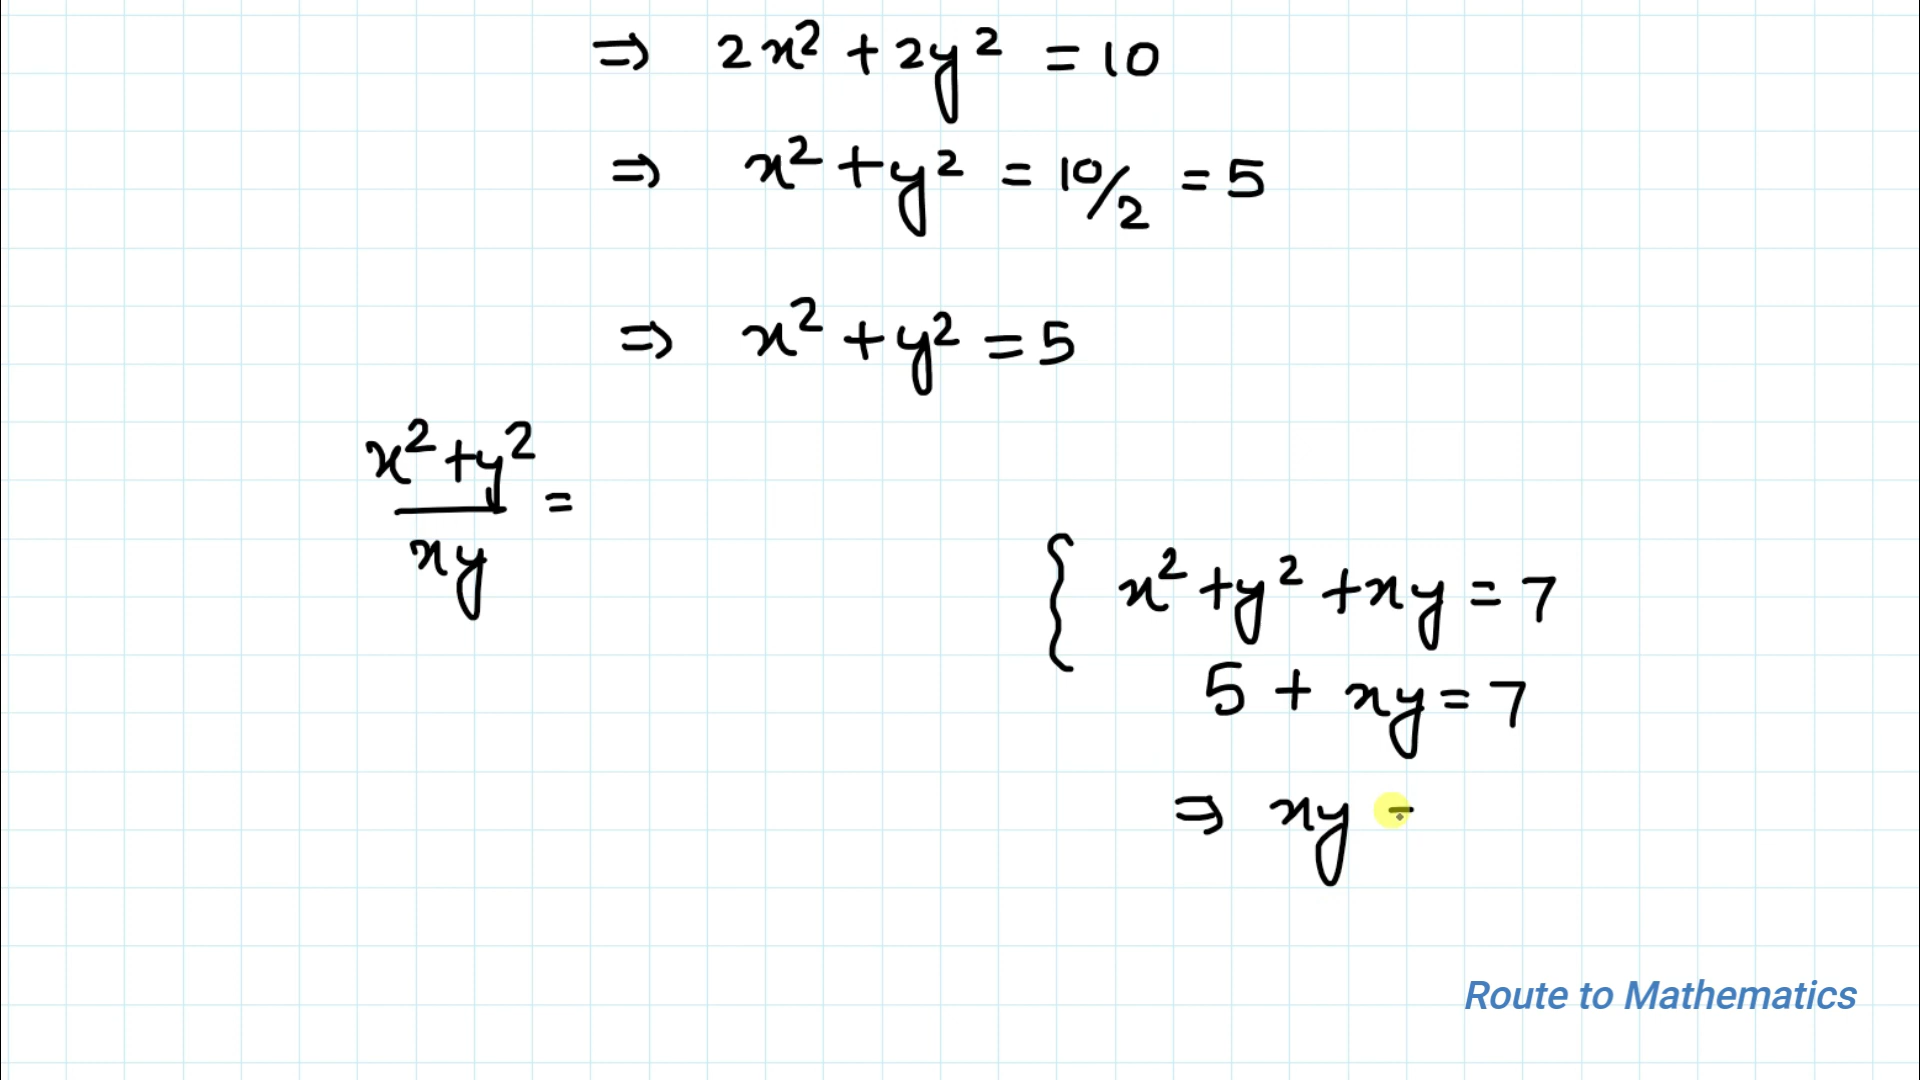 ⇒ 2x² + 2y² = 10
⇒ x² + y² = 10/2 = 5
⇒ x² + y² = 5
x² + y² / xy =
{ x² + y² + xy = 7
5 + xy = 7
⇒ xy -
Route to Mathematics